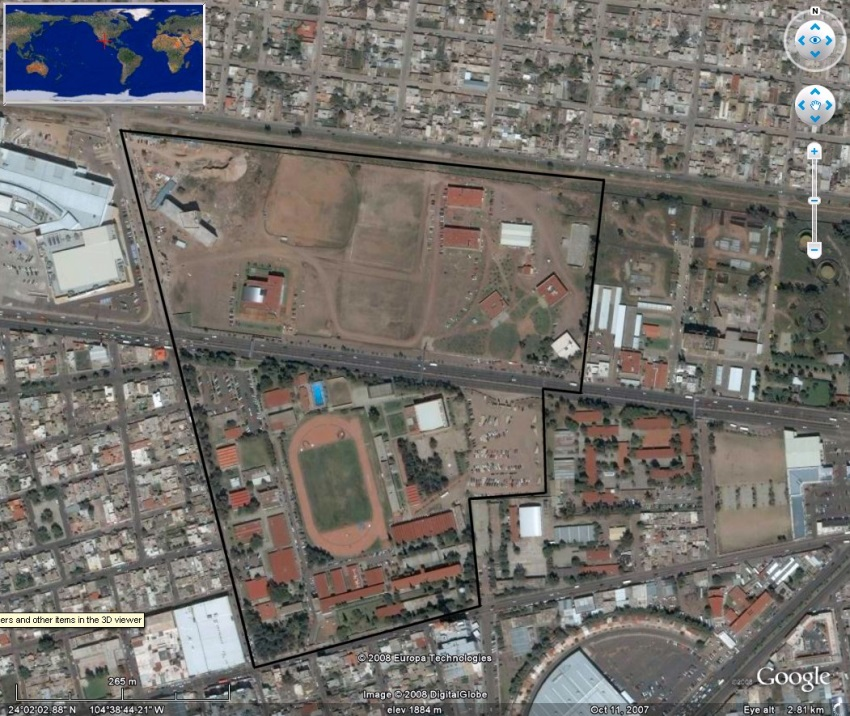 N
ers and other items in the 3D viewer
265 m
© 2008 Europa Technologies
Image © 2008 DigitalGlobe
©2008 Google
24°02'02.88" N 104°38'44.21" W elev 1884 m Oct 11, 2007 Eye alt 2.81 km